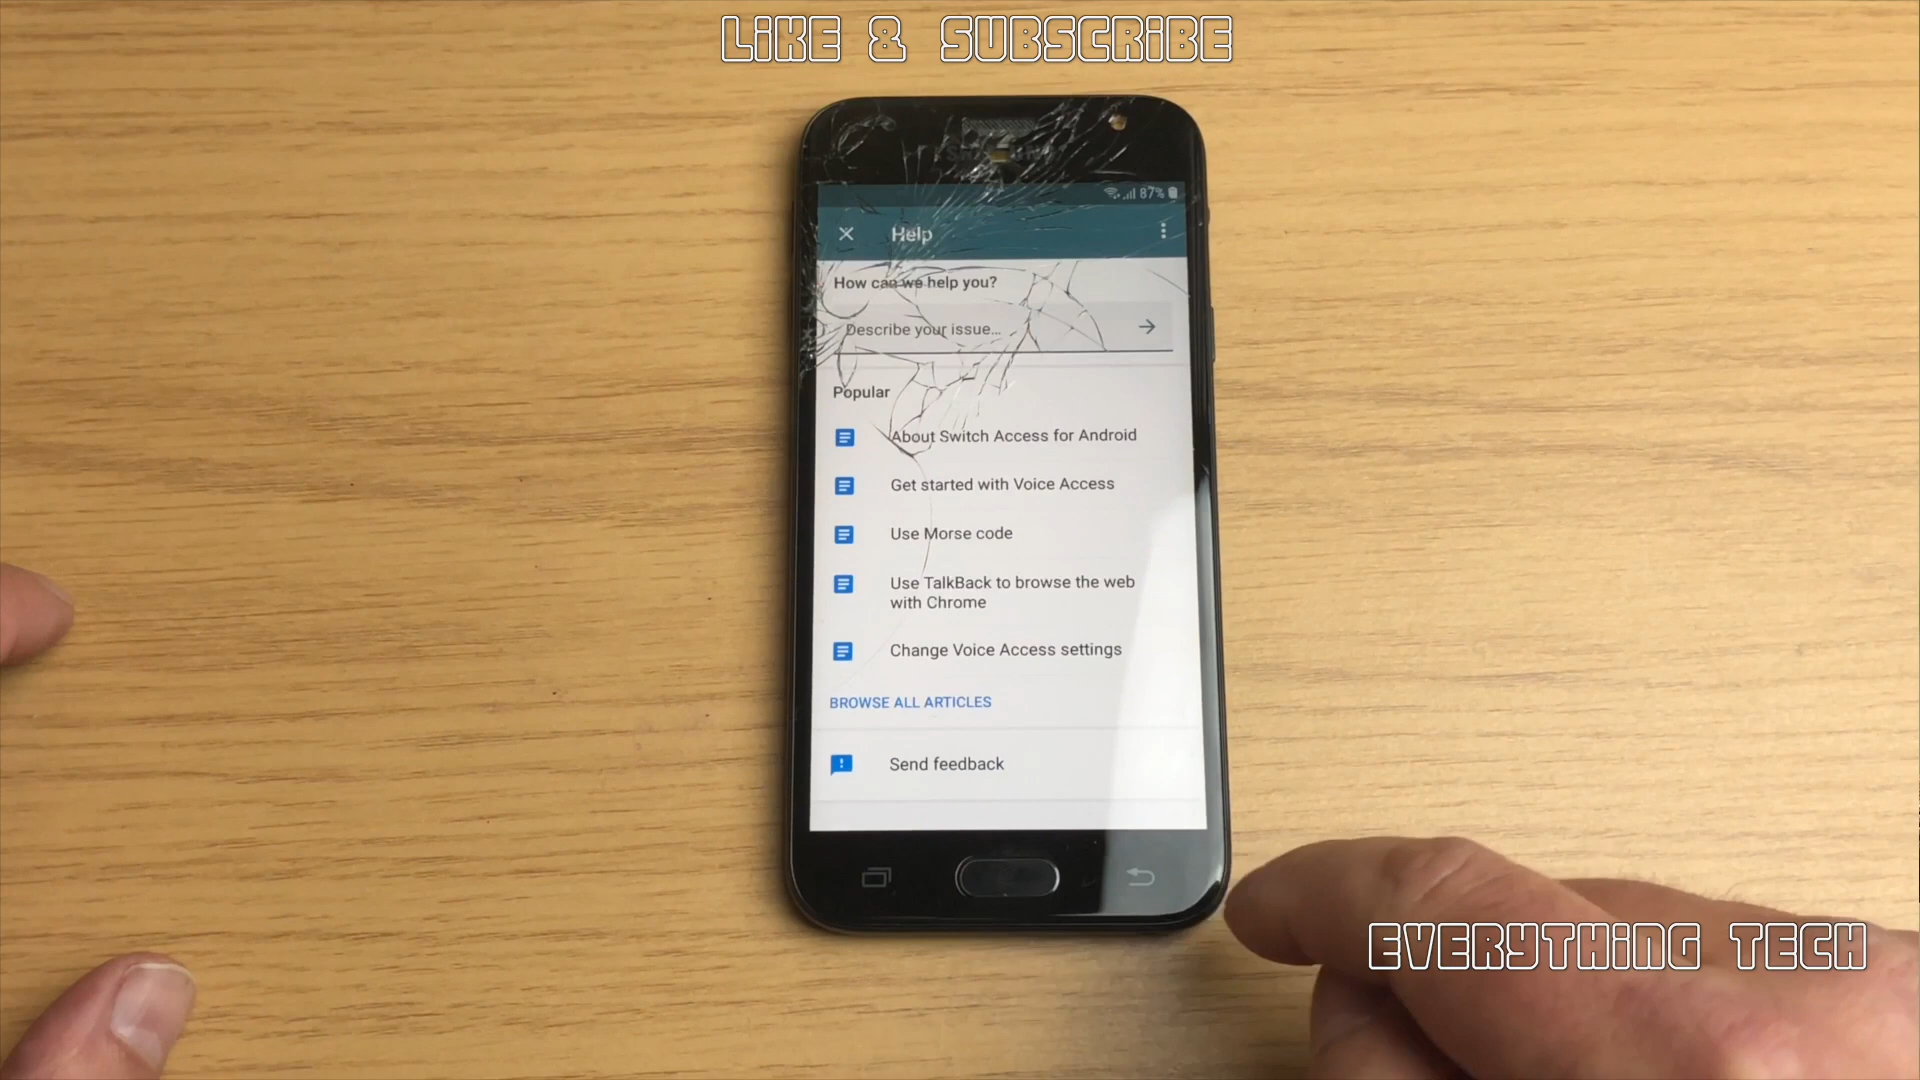 LIKE & SUBSCRIBE
87%
Help
How can we help you?
Describe your issue...
Popular
About Switch Access for Android
Get started with Voice Access
Use Morse code
Use TalkBack to browse the web
with Chrome
Change Voice Access settings
BROWSE ALL ARTICLES
Send feedback
EVERYTHING TECH